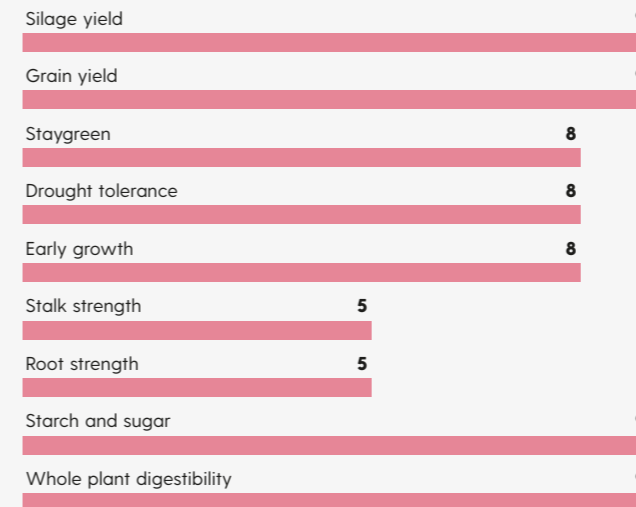 Silage yield
Grain yield
Staygreen 8
Drought tolerance 8
Early growth 8
Stalk strength 5
Root strength 5
Starch and sugar
Whole plant digestibility